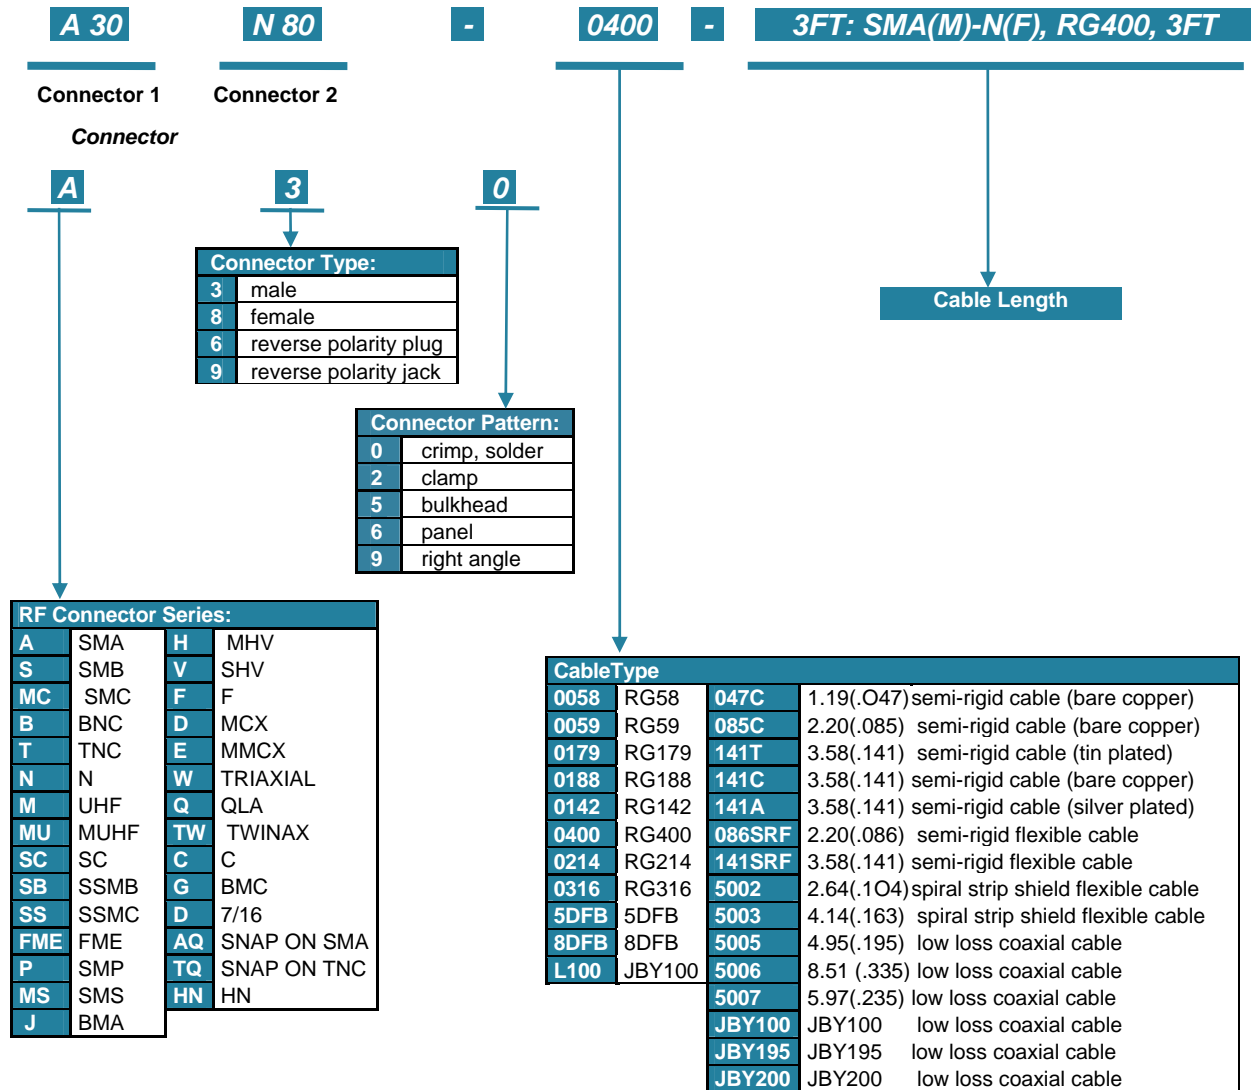 A 30 N 80 - 0400 - 3FT: SMA(M)-N(F), RG400, 3FT
Connector 1 Connector 2
Connector
A 3 0
Connector Type:
3 male
8 female
6 reverse polarity plug
9 reverse polarity jack
Cable Length
Connector Pattern:
0 crimp, solder
2 clamp
5 bulkhead
6 panel
9 right angle
RF Connector Series:
A SMA H MHV
S SMB V SHV
MC SMC F F
B BNC D MCX
T TNC E MMCX
N N W TRIAXIAL
M UHF Q QLA
MU MUHF TW TWINAX
SC SC C C
SB SSMB G BMC
SS SSMC D 7/16
FME FME AQ SNAP ON SMA
P SMP TQ SNAP ON TNC
MS SMS HN HN
J BMA
CableType
0058 RG58 047C 1.19(.O47) semi-rigid cable (bare copper)
0059 RG59 085C 2.20(.085) semi-rigid cable (bare copper)
0179 RG179 141T 3.58(.141) semi-rigid cable (tin plated)
0188 RG188 141C 3.58(.141) semi-rigid cable (bare copper)
0142 RG142 141A 3.58(.141) semi-rigid cable (silver plated)
0400 RG400 086SRF 2.20(.086) semi-rigid flexible cable
0214 RG214 141SRF 3.58(.141) semi-rigid flexible cable
0316 RG316 5002 2.64(.1O4) spiral strip shield flexible cable
5DFB 5DFB 5003 4.14(.163) spiral strip shield flexible cable
8DFB 8DFB 5005 4.95(.195) low loss coaxial cable
L100 JBY100 5006 8.51 (.335) low loss coaxial cable
5007 5.97(.235) low loss coaxial cable
JBY100 JBY100 low loss coaxial cable
JBY195 JBY195 low loss coaxial cable
JBY200 JBY200 low loss coaxial cable